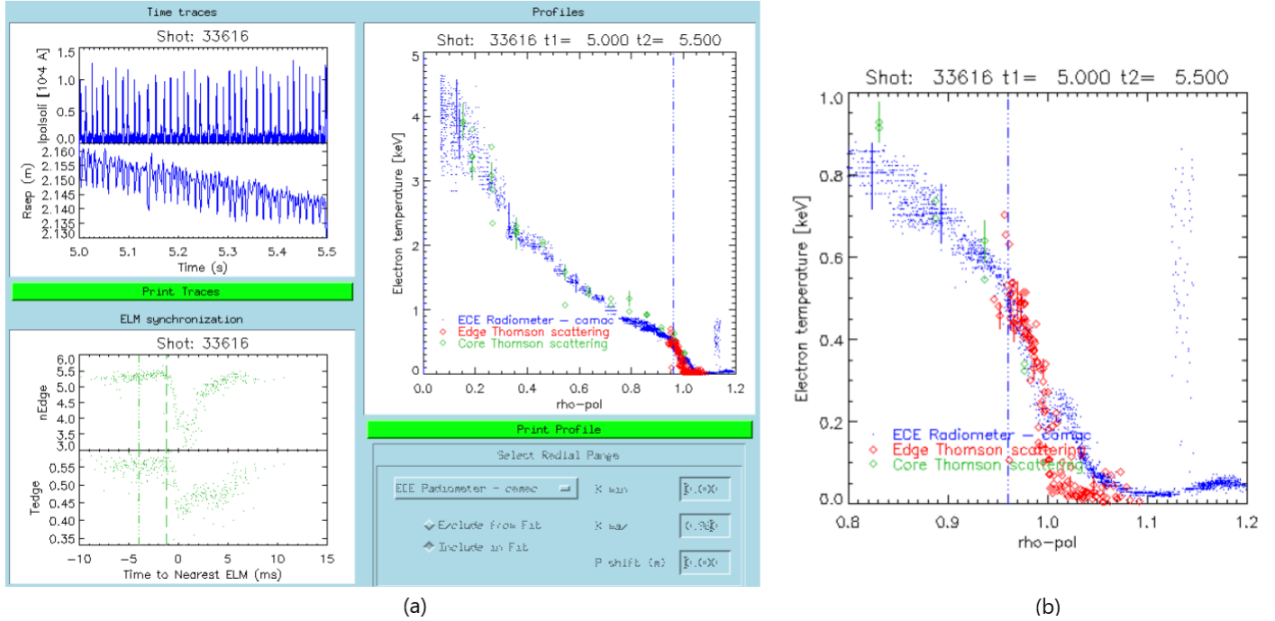 Time traces
Shot: 33616
Ipolsoli [10^4 A]
1.5
1.0
0.5
0.0
Rsep (m)
2.160
2.155
2.150
2.145
2.140
2.135
2.130
5.0 5.1 5.2 5.3 5.4 5.5
Time (s)
Print Traces
ELM synchronization
Shot: 33616
nEdge
6.0
5.5
5.0
4.5
4.0
3.5
3.0
Tedge
0.55
0.50
0.45
0.40
0.35
-10 -5 0 5 10 15
Time to Nearest ELM (ms)
Profiles
Shot: 33616 t1= 5.000 t2= 5.500
Electron temperature [keV]
5
4
3
2
1
0
ECE Radiometer – camac
Edge Thomson scattering
Core Thomson scattering
0.0 0.2 0.4 0.6 0.8 1.0 1.2
rho-pol
Print Profile
Select Radial Range
ECE Radiometer - camac
Exclude from Fit
Include in Fit
X min
X max
P shift (m)
(a)
Shot: 33616 t1= 5.000 t2= 5.500
Electron temperature [keV]
1.0
0.8
0.6
0.4
0.2
0.0
ECE Radiometer – camac
Edge Thomson scattering
Core Thomson scattering
0.8 0.9 1.0 1.1 1.2
rho-pol
(b)